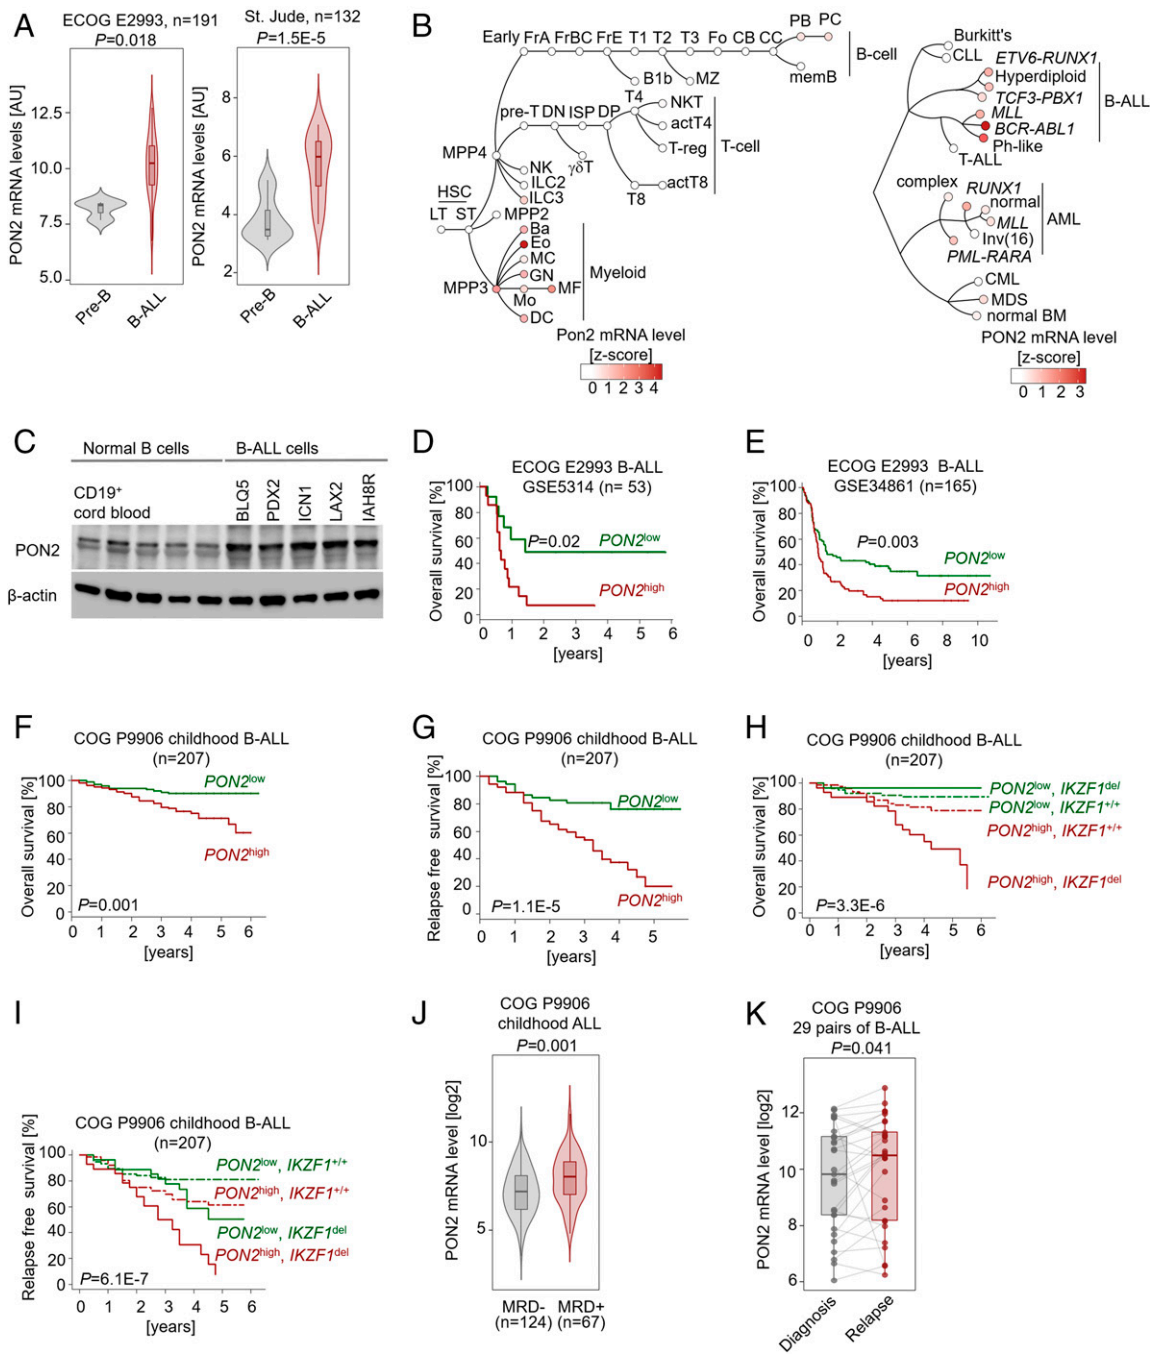 A
ECOG E2993, n=191
P=0.018
PON2 mRNA levels [AU]
12.5
10.0
7.5
5.0
Pre-B
B-ALL
St. Jude, n=132
P=1.5E-5
PON2 mRNA levels [AU]
8
6
4
2
Pre-B
B-ALL
B
Early FrA FrBC FrE T1 T2 T3 Fo CB CC PB PC
B1b
MZ
memB
B-cell
pre-T DN ISP DP T4
NKT
actT4
T-reg
T-cell
γδT
T8
actT8
MPP4
NK
ILC2
ILC3
HSC
LT ST
MPP2
Ba
Eo
MC
GN
Mo
MF
DC
MPP3
Myeloid
Pon2 mRNA level
[z-score]
0 1 2 3 4
Burkitt's
CLL
ETV6-RUNX1
Hyperdiploid
TCF3-PBX1
MLL
BCR-ABL1
Ph-like
T-ALL
B-ALL
complex
RUNX1
normal
MLL
Inv(16)
PML-RARA
AML
CML
MDS
normal BM
PON2 mRNA level
[z-score]
0 1 2 3
C
Normal B cells
B-ALL cells
CD19+
cord blood
BLQ5
PDX2
ICN1
LAX2
IAH8R
PON2
β-actin
D
ECOG E2993 B-ALL
GSE5314 (n= 53)
Overall survival [%]
100
80
60
40
20
0
P=0.02
PON2low
PON2high
0 1 2 3 4 5 6
[years]
E
ECOG E2993 B-ALL
GSE34861 (n=165)
Overall survival [%]
100
80
60
40
20
0
P=0.003
PON2low
PON2high
0 2 4 6 8 10
[years]
F
COG P9906 childhood B-ALL
(n=207)
Overall survival [%]
100
80
60
40
20
0
PON2low
PON2high
P=0.001
0 1 2 3 4 5 6
[years]
G
COG P9906 childhood B-ALL
(n=207)
Relapse free survival [%]
100
80
60
40
20
0
PON2low
PON2high
P=1.1E-5
0 1 2 3 4 5
[years]
H
COG P9906 childhood B-ALL
(n=207)
Overall survival [%]
100
80
60
40
20
0
PON2low, IKZF1del
PON2low, IKZF1+/+
PON2high, IKZF1+/+
PON2high, IKZF1del
P=3.3E-6
0 1 2 3 4 5 6
[years]
I
COG P9906 childhood B-ALL
(n=207)
Relapse free survival [%]
100
80
60
40
20
0
PON2low, IKZF1+/+
PON2high, IKZF1+/+
PON2low, IKZF1del
PON2high, IKZF1del
P=6.1E-7
0 1 2 3 4 5 6
[years]
J
COG P9906
childhood ALL
P=0.001
PON2 mRNA level [log2]
10
5
MRD-
(n=124)
MRD+
(n=67)
K
COG P9906
29 pairs of B-ALL
P=0.041
PON2 mRNA level [log2]
12
10
8
6
Diagnosis
Relapse